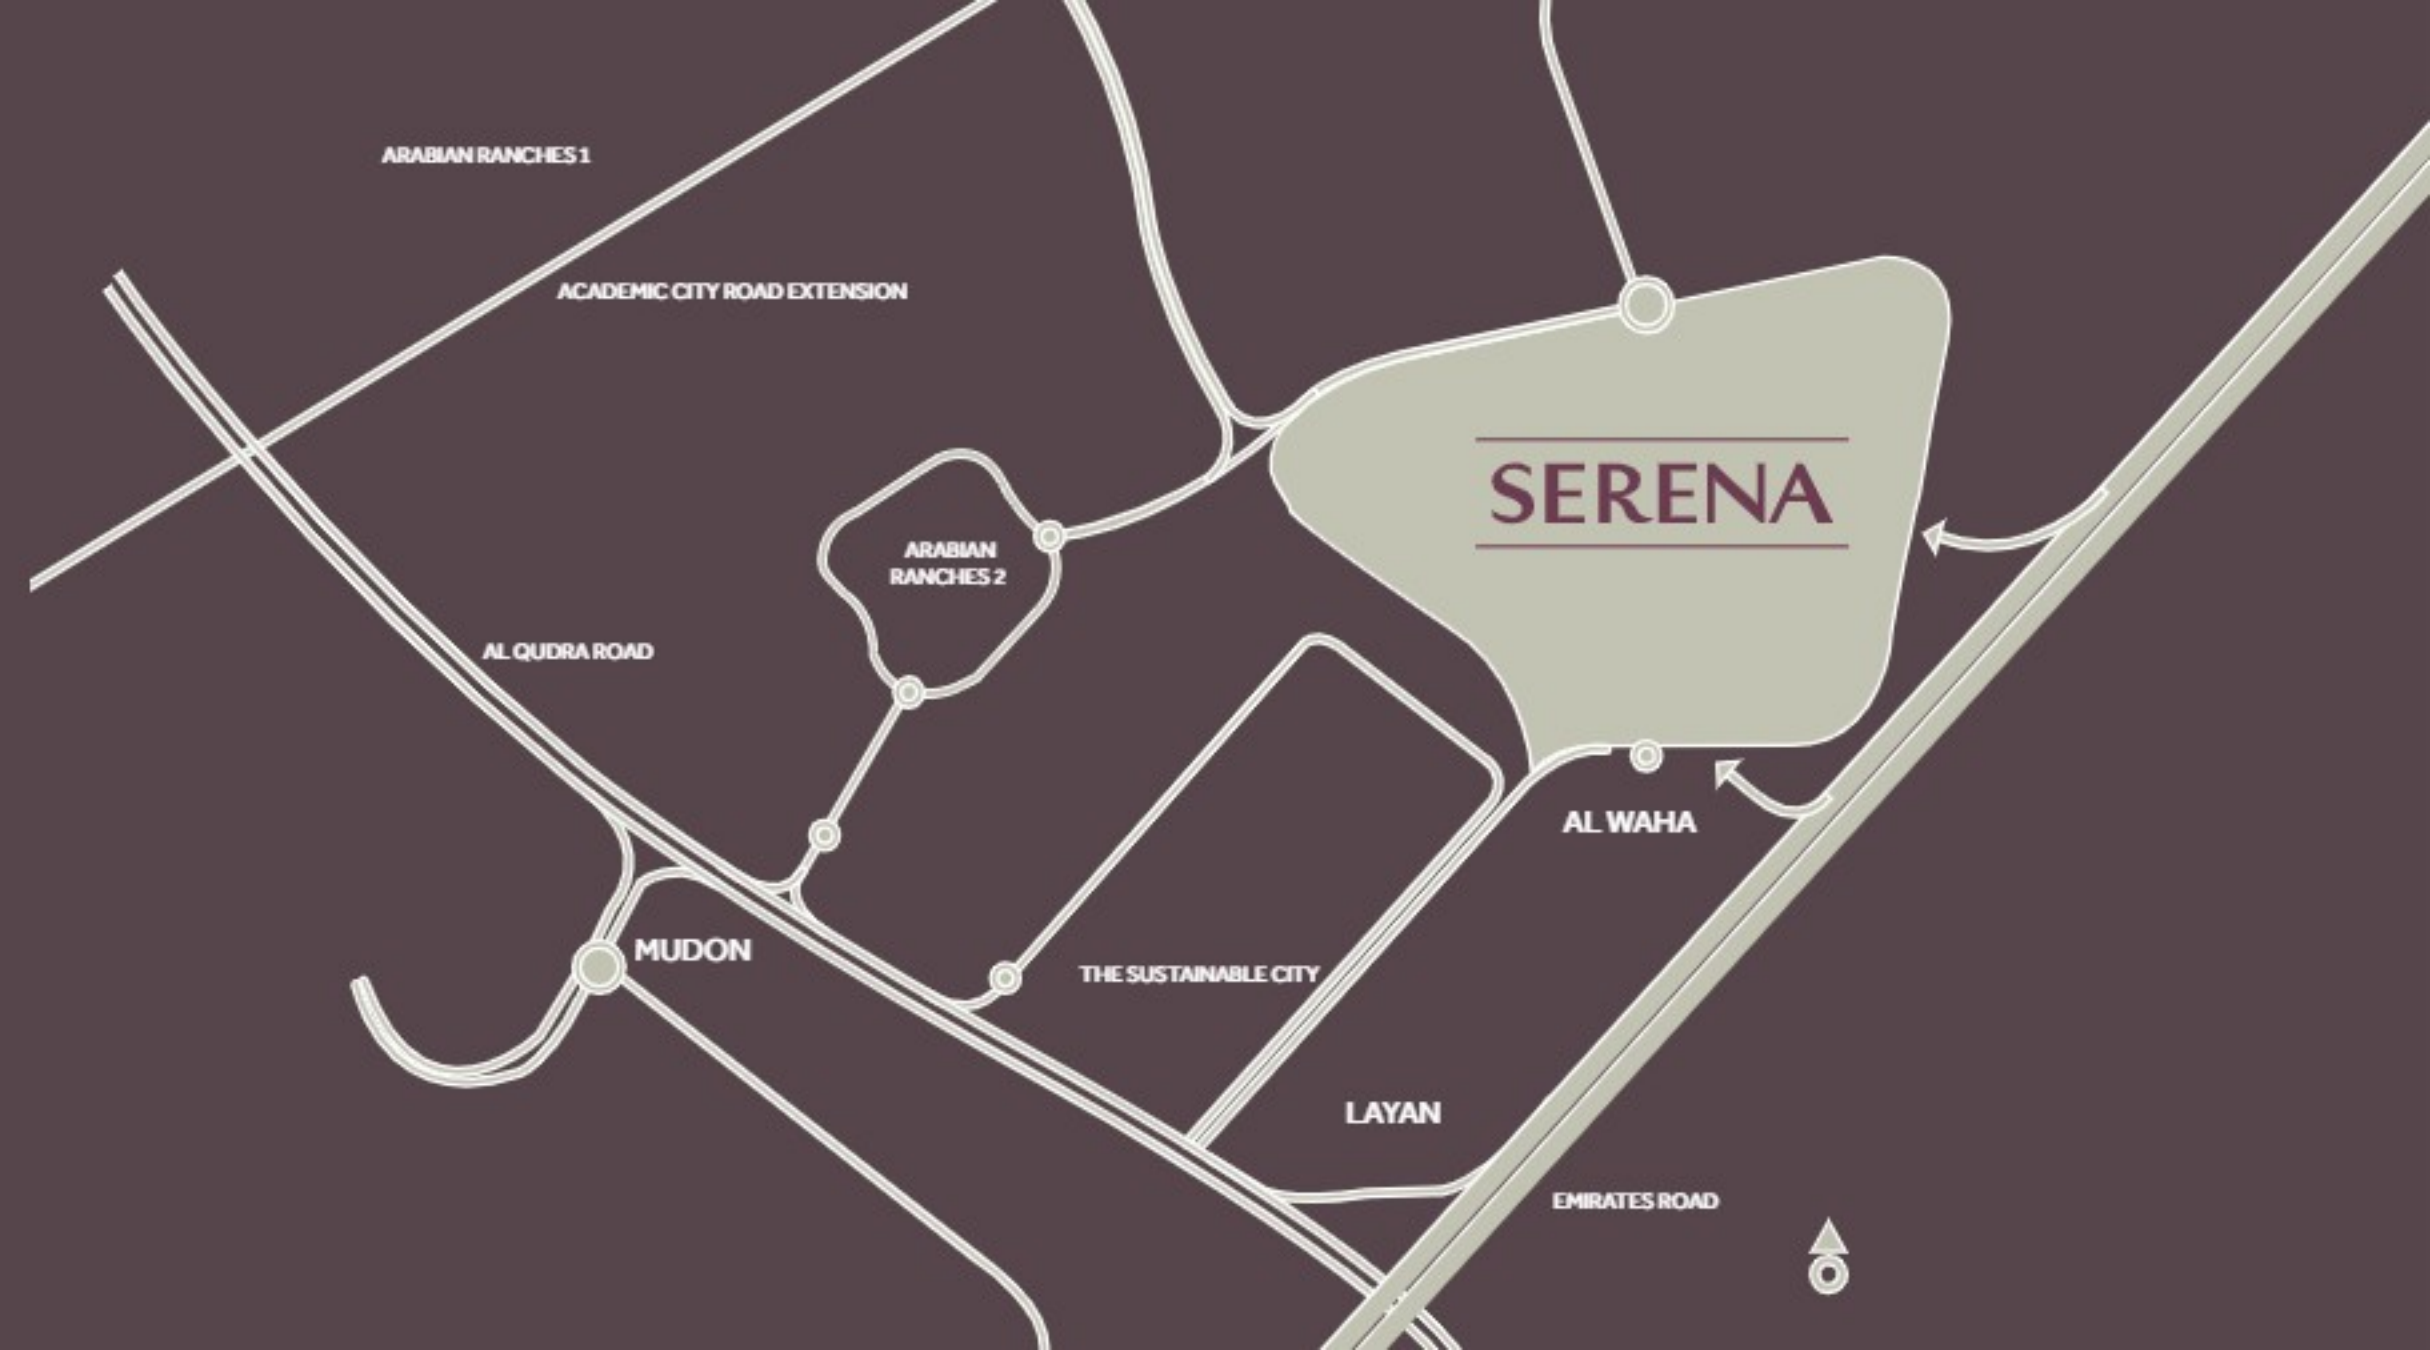 ARABIAN RANCHES 1
ACADEMIC CITY ROAD EXTENSION
SERENA
ARABIAN
RANCHES 2
AL QUDRA ROAD
AL WAHA
MUDON
THE SUSTAINABLE CITY
LAYAN
EMIRATES ROAD